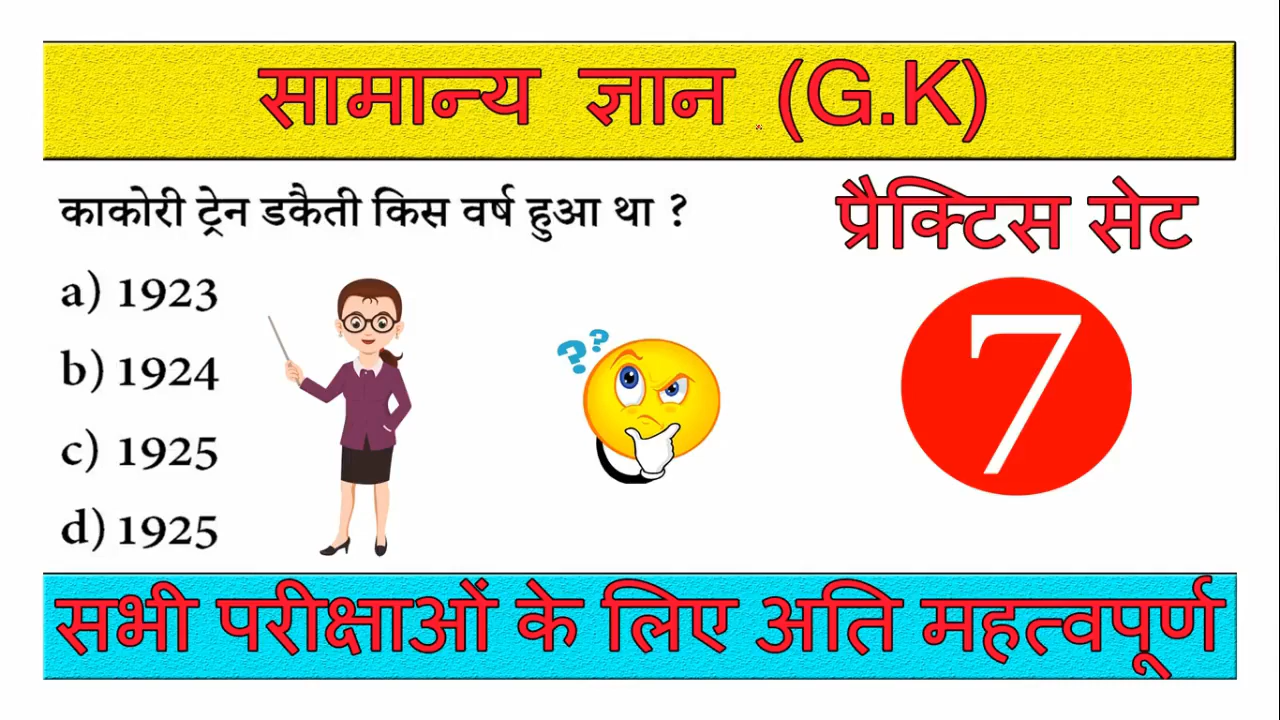 सामान्य ज्ञान (G.K)
काकोरी ट्रेन डकैती किस वर्ष हुआ था ?
a) 1923
b) 1924
c) 1925
d) 1925
प्रैक्टिस सेट
7
??
सभी परीक्षाओं के लिए अति महत्वपूर्ण